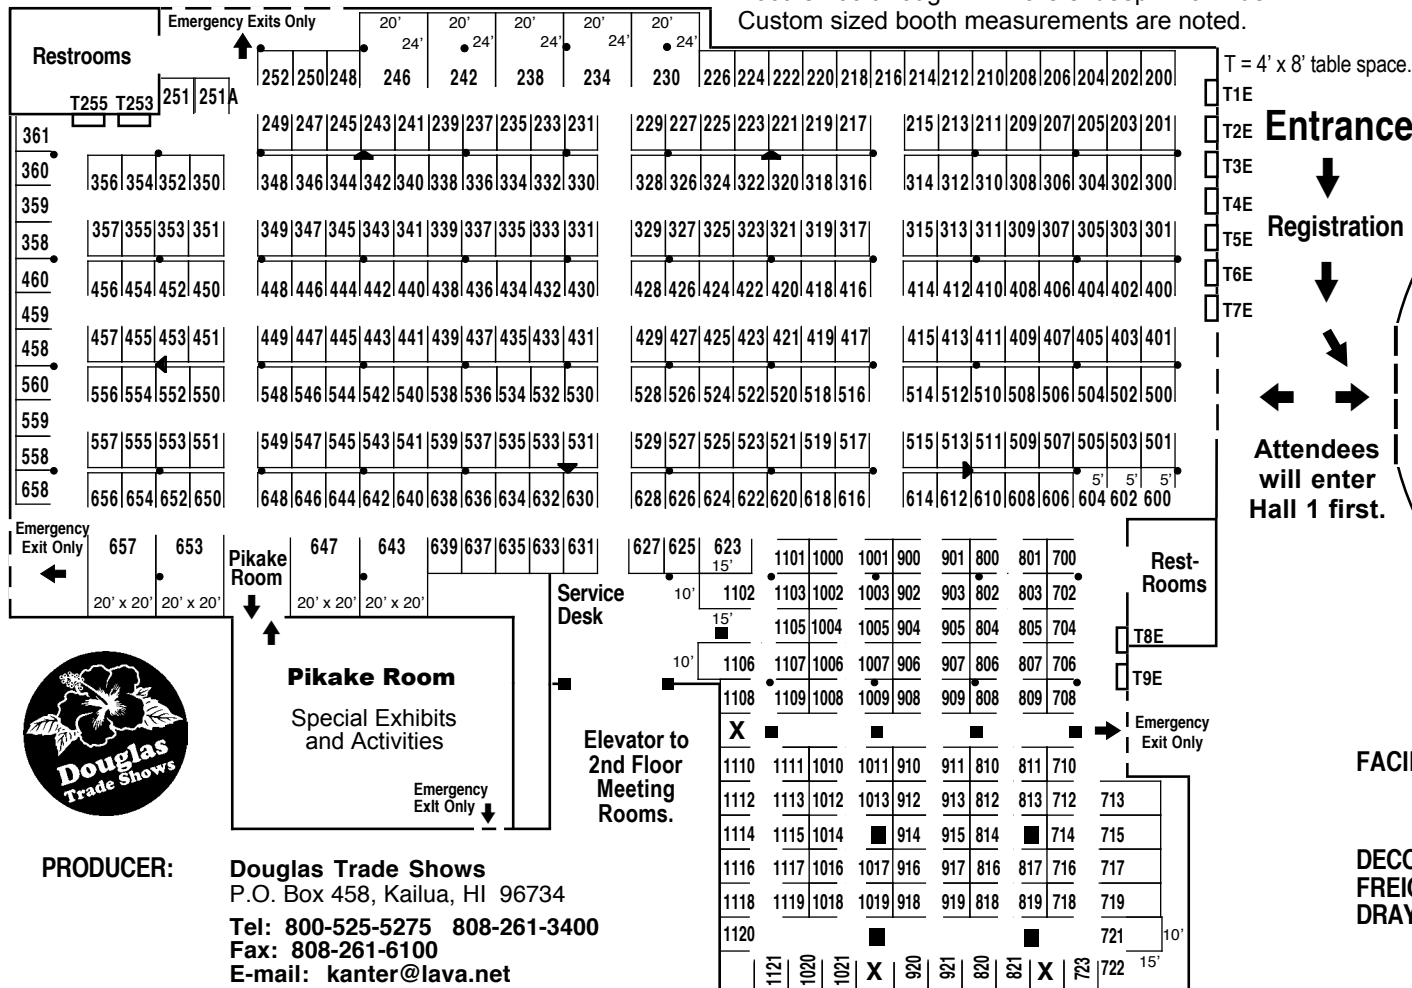 Custom sized booth measurements are noted.
Emergency Exits Only
20' 20' 20' 20'
24' 24' 24' 24'
Restrooms
252 250 248 246 242 238 234 230 226 224 222 220 218 216 214 212 210 208 206 204 202 200
T = 4' x 8' table space.
T255 T253 251 251A
T1E
249 247 245 243 241 239 237 235 233 231 229 227 225 223 221 219 217 215 213 211 209 207 205 203 201
T2E
Entrance
361
360
T3E
356 354 352 350 348 346 344 342 340 338 336 334 332 330 328 326 324 322 320 318 316 314 312 310 308 306 304 302 300
359
T4E
357 355 353 351 349 347 345 343 341 339 337 335 333 331 329 327 325 323 321 319 317 315 313 311 309 307 305 303 301
Registration
358
T5E
460
T6E
456 454 452 450 448 446 444 442 440 438 436 434 432 430 428 426 424 422 420 418 416 414 412 410 408 406 404 402 400
459
T7E
457 455 453 451 449 447 445 443 441 439 437 435 433 431 429 427 425 423 421 419 417 415 413 411 409 407 405 403 401
458
560
556 554 552 550 548 546 544 542 540 538 536 534 532 530 528 526 524 522 520 518 516 514 512 510 508 506 504 502 500
559
557 555 553 551 549 547 545 543 541 539 537 535 533 531 529 527 525 523 521 519 517 515 513 511 509 507 505 503 501
558
Attendees
will enter
Hall 1 first.
5' 5' 5'
658
656 654 652 650 648 646 644 642 640 638 636 634 632 630 628 626 624 622 620 618 616 614 612 610 608 606 604 602 600
Emergency
Exit Only
657 653
Pikake
Room
647 643 639 637 635 633 631 627 625 623
15'
1101 1000 1001 900 901 800 801 700
Rest-
Rooms
20' x 20' 20' x 20' 20' x 20' 20' x 20'
Service
Desk
10' 1102 1103 1002 1003 902 903 802 803 702
15'
1105 1004 1005 904 905 804 805 704
T8E
10' 1106 1107 1006 1007 906 907 806 807 706
T9E
1108 1109 1008 1009 908 909 808 809 708
Pikake Room
Special Exhibits
and Activities
Douglas
Trade Shows
X
Emergency
Exit Only
Elevator to
2nd Floor
Meeting
Rooms.
1110 1111 1010 1011 910 911 810 811 710
FACI
Emergency
Exit Only
1112 1113 1012 1013 912 913 812 813 712 713
1114 1115 1014 914 915 814 714 715
1116 1117 1016 1017 916 917 816 817 716 717
1118 1119 1018 1019 918 919 818 819 718 719
1120 721 10'
1121 1020 1021 X 920 921 820 821 X 723 722 15'
PRODUCER:
Douglas Trade Shows
P.O. Box 458, Kailua, HI 96734
Tel: 800-525-5275 808-261-3400
Fax: 808-261-6100
E-mail: kanter@lava.net
DECO
FREIG
DRAY